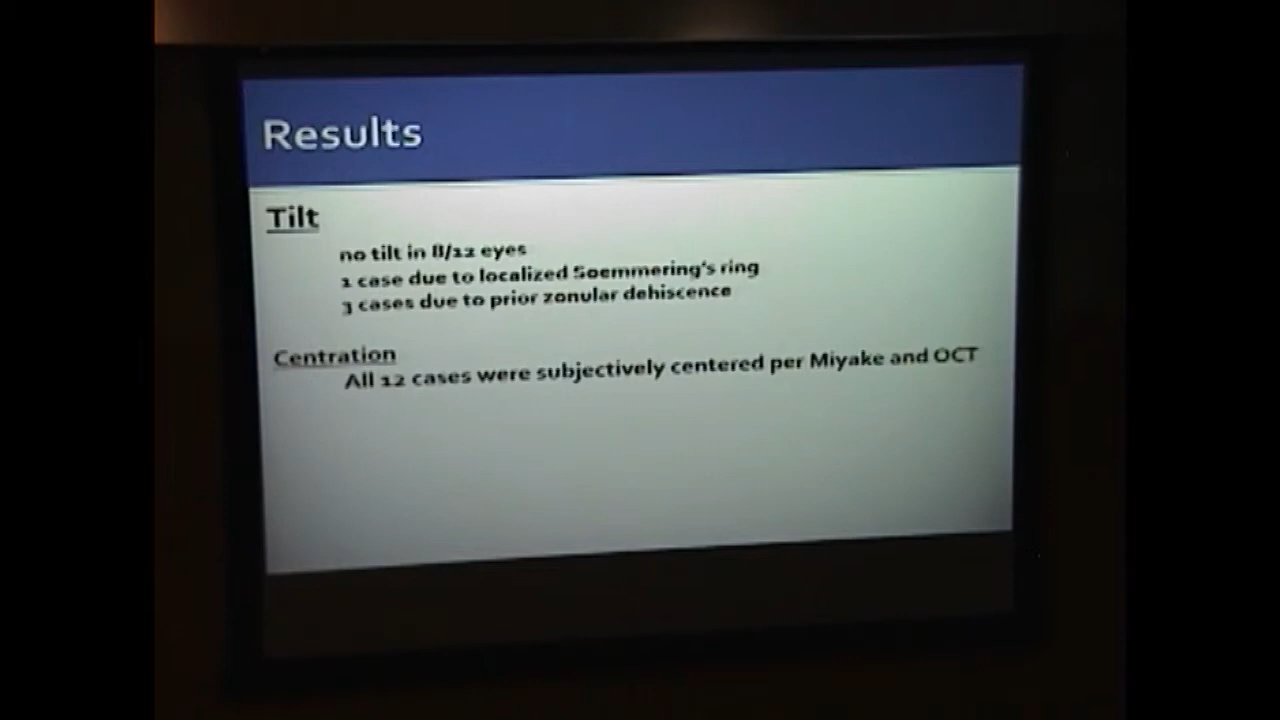 Results
Tilt
no tilt in 8/12 eyes
1 case due to localized Soemmering's ring
3 cases due to prior zonular dehiscence
Centration
All 12 cases were subjectively centered per Miyake and OCT